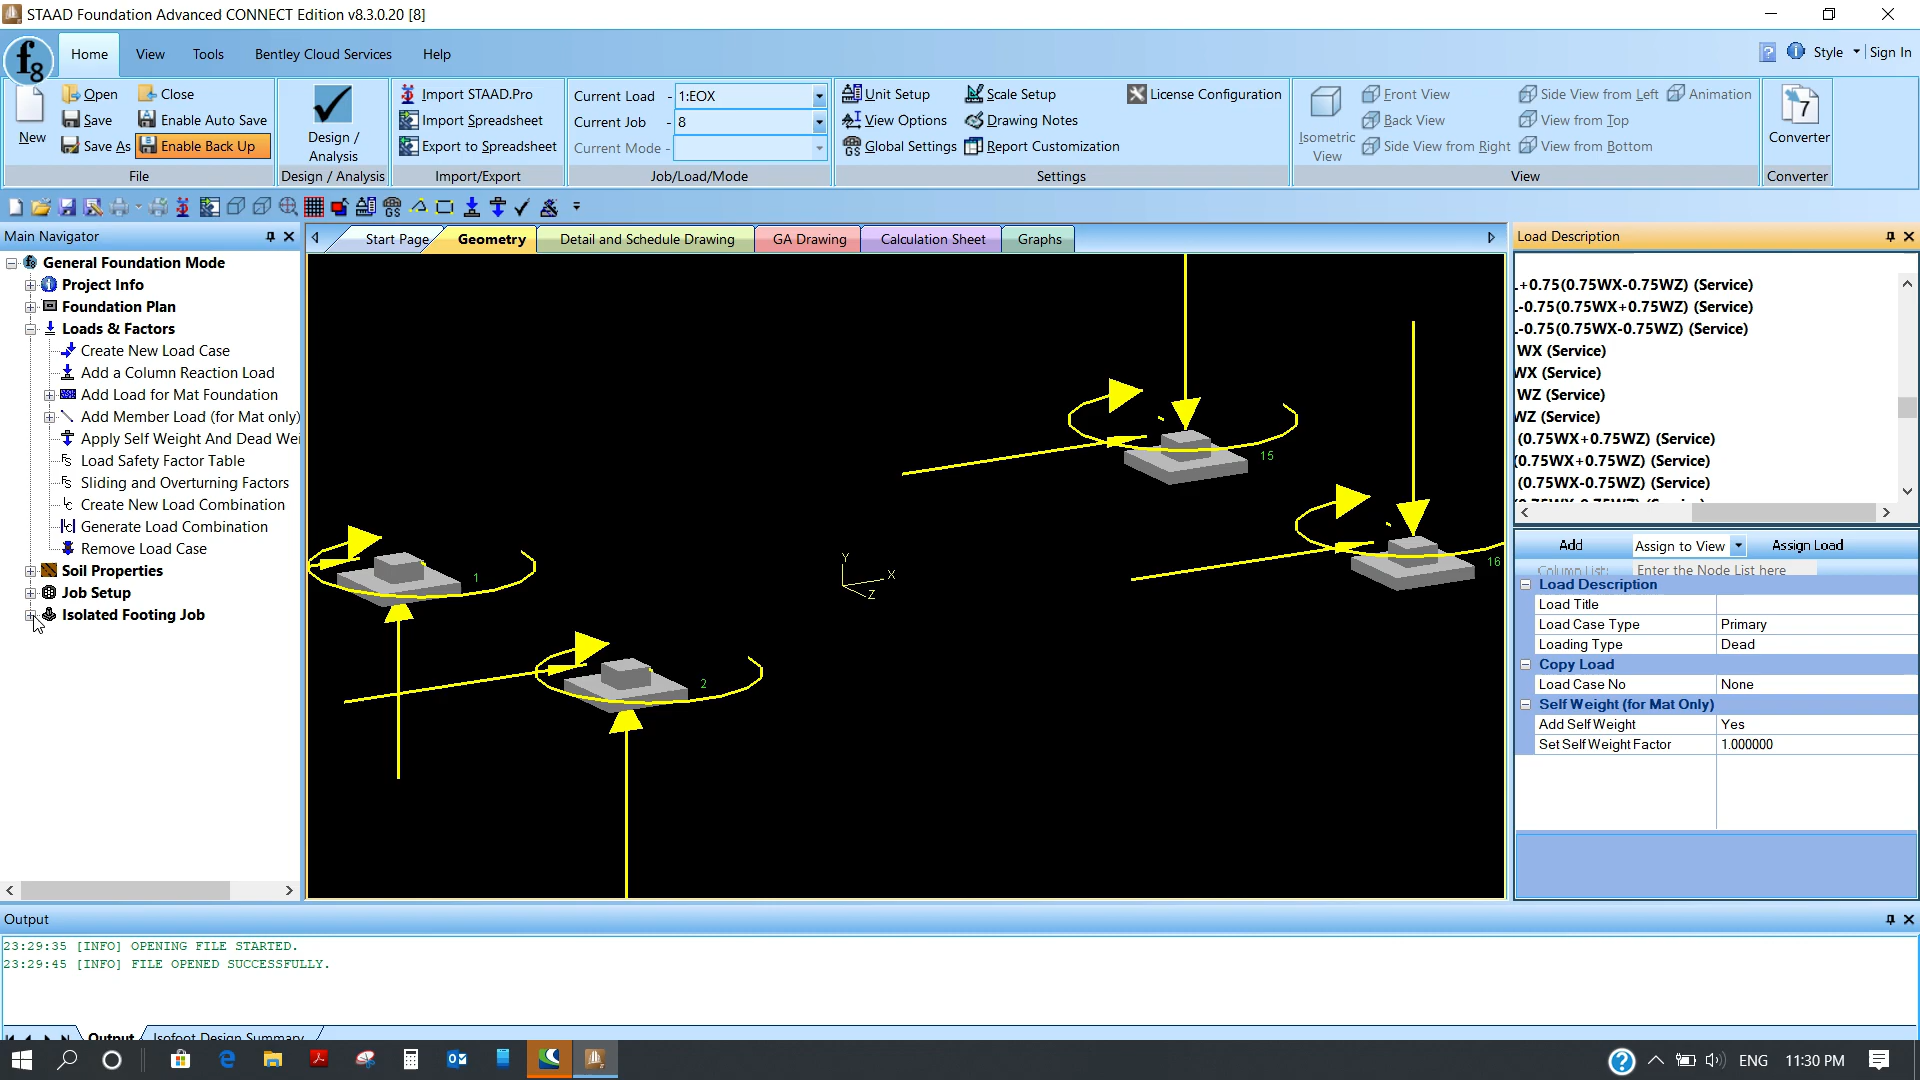 STAAD Foundation Advanced CONNECT Edition v8.3.0.20 [8]
Home View Tools Bentley Cloud Services Help
Style Sign In
New
Open
Close
Save
Enable Auto Save
Save As
Enable Back Up
File
Design / Analysis
Design / Analysis
Import STAAD.Pro
Import Spreadsheet
Export to Spreadsheet
Import/Export
Current Load - 1:EOX
Current Job - 8
Current Mode -
Job/Load/Mode
Unit Setup
Scale Setup
License Configuration
View Options
Drawing Notes
Global Settings
Report Customization
Settings
Isometric View
Front View
Side View from Left
Animation
Back View
View from Top
Side View from Right
View from Bottom
View
Converter
Converter
Main Navigator
General Foundation Mode
Project Info
Foundation Plan
Loads & Factors
Create New Load Case
Add a Column Reaction Load
Add Load for Mat Foundation
Add Member Load (for Mat only)
Apply Self Weight And Dead Wei
Load Safety Factor Table
Sliding and Overturning Factors
Create New Load Combination
Generate Load Combination
Remove Load Case
Soil Properties
Job Setup
Isolated Footing Job
Start Page Geometry Detail and Schedule Drawing GA Drawing Calculation Sheet Graphs
15
16
1
2
Y
X
Z
Load Description
+0.75(0.75WX-0.75WZ) (Service)
-0.75(0.75WX+0.75WZ) (Service)
-0.75(0.75WX-0.75WZ) (Service)
WX (Service)
WX (Service)
WZ (Service)
WZ (Service)
(0.75WX+0.75WZ) (Service)
(0.75WX+0.75WZ) (Service)
(0.75WX-0.75WZ) (Service)
Add Assign to View Assign Load
Column List: Enter the Node List here
Load Description
Load Title
Load Case Type Primary
Loading Type Dead
Copy Load
Load Case No None
Self Weight (for Mat Only)
Add Self Weight Yes
Set Self Weight Factor 1.000000
Output
23:29:35 [INFO] OPENING FILE STARTED.
23:29:45 [INFO] FILE OPENED SUCCESSFULLY.
Output Isofoot Design Summary
ENG 11:30 PM